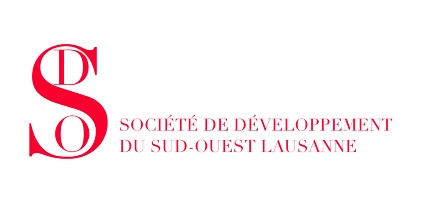 SDO
SOCIÉTÉ DE DÉVELOPPEMENT
DU SUD-OUEST LAUSANNE